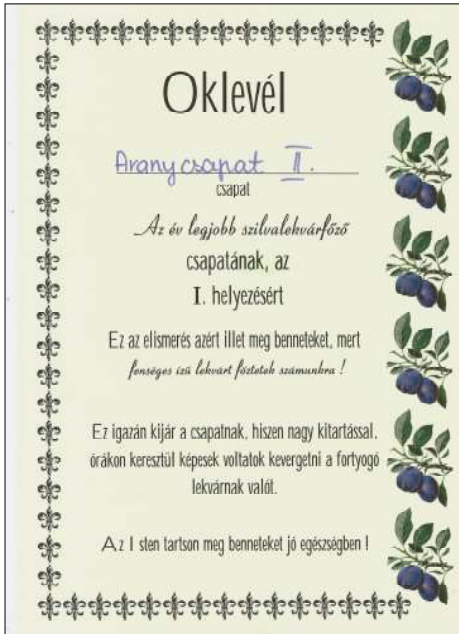 Oklevél
Aranycsapat II.
csapat
Az év legjobb szilvalekvárfőző
csapatának, az
I. helyezésért
Ez az elismerés azért illet meg benneteket, mert
fenséges ízű lekvárt főztetek számunkra !
Ez igazán kijár a csapatnak, hiszen nagy kitartással,
órákon keresztül képesek voltatok kevergetni a fortyogó
lekvárnak valót.
Az I sten tartson meg benneteket jó egészségben !